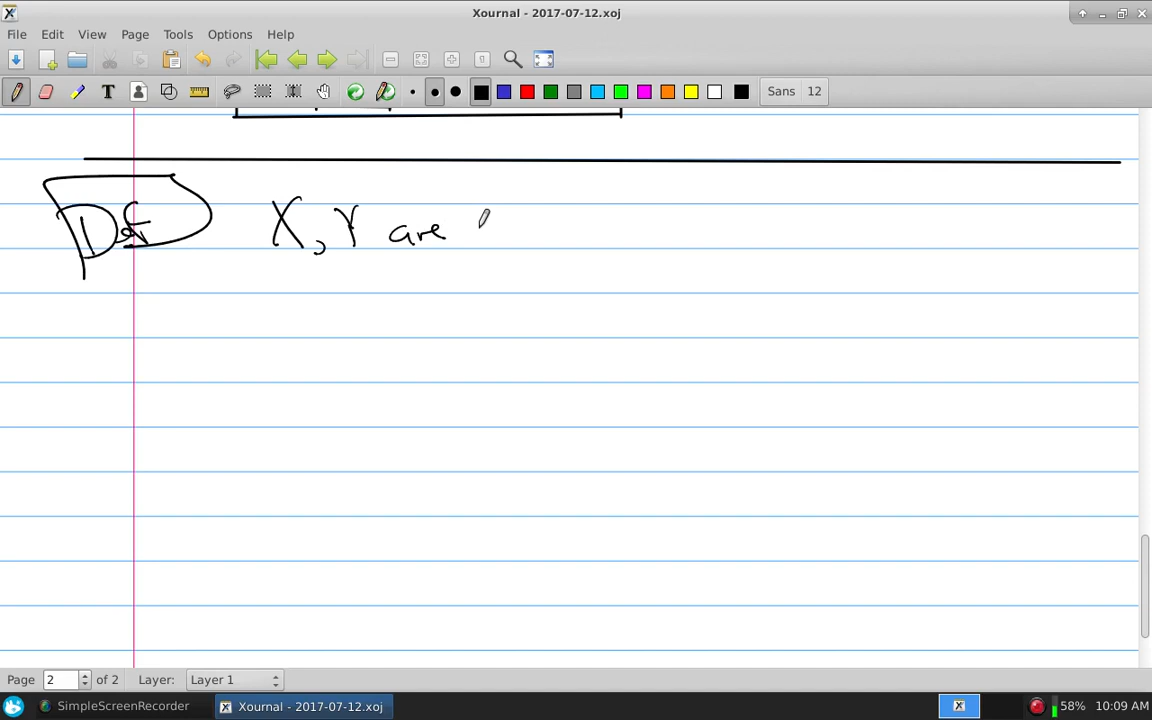 Xournal - 2017-07-12.xoj
File Edit View Page Tools Options Help
Sans 12
Def X, Y are
Page 2 of 2 Layer: Layer 1
SimpleScreenRecorder Xournal - 2017-07-12.xoj 58% 10:09 AM